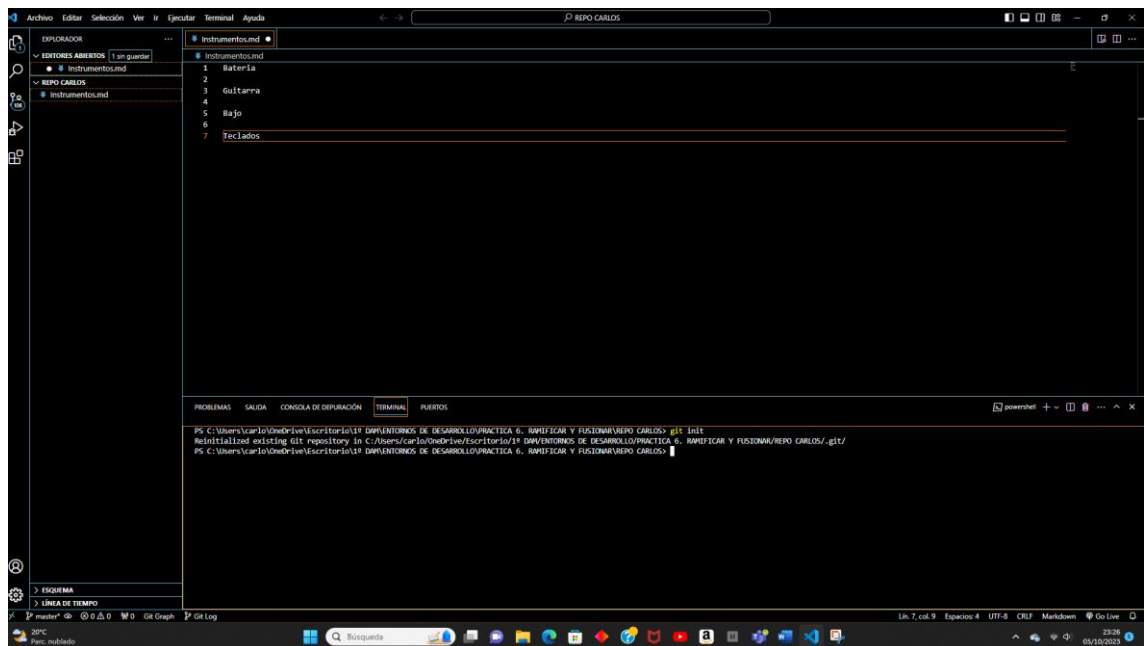 Archivo Editar Selección Ver Ir Ejecutar Terminal Ayuda
REPO CARLOS
EXPLORADOR
EDITORES ABIERTOS 1 sin guardar
Instrumentos.md
REPO CARLOS
Instrumentos.md
Instrumentos.md
Instrumentos.md
1 Batería
2
3 Guitarra
4
5 Bajo
6
7 Teclados
1
10K
PROBLEMAS SALIDA CONSOLA DE DEPURACIÓN TERMINAL PUERTOS
powershell
PS C:\Users\carlo\OneDrive\Escritorio\1º DAM\ENTORNOS DE DESARROLLO\PRACTICA 6. RAMIFICAR Y FUSIONAR\REPO CARLOS> git init
Reinitialized existing Git repository in C:/Users/carlo/OneDrive/Escritorio/1º DAM/ENTORNOS DE DESARROLLO/PRACTICA 6. RAMIFICAR Y FUSIONAR/REPO CARLOS/.git/
PS C:\Users\carlo\OneDrive\Escritorio\1º DAM\ENTORNOS DE DESARROLLO\PRACTICA 6. RAMIFICAR Y FUSIONAR\REPO CARLOS>
ESQUEMA
LÍNEA DE TIEMPO
master* 0 0 0 Git Graph Git Log
Lín. 7, col. 9 Espacios: 4 UTF-8 CRLF Markdown Go Live
20°C
Parc. nublado
Búsqueda
23:26
05/10/2023